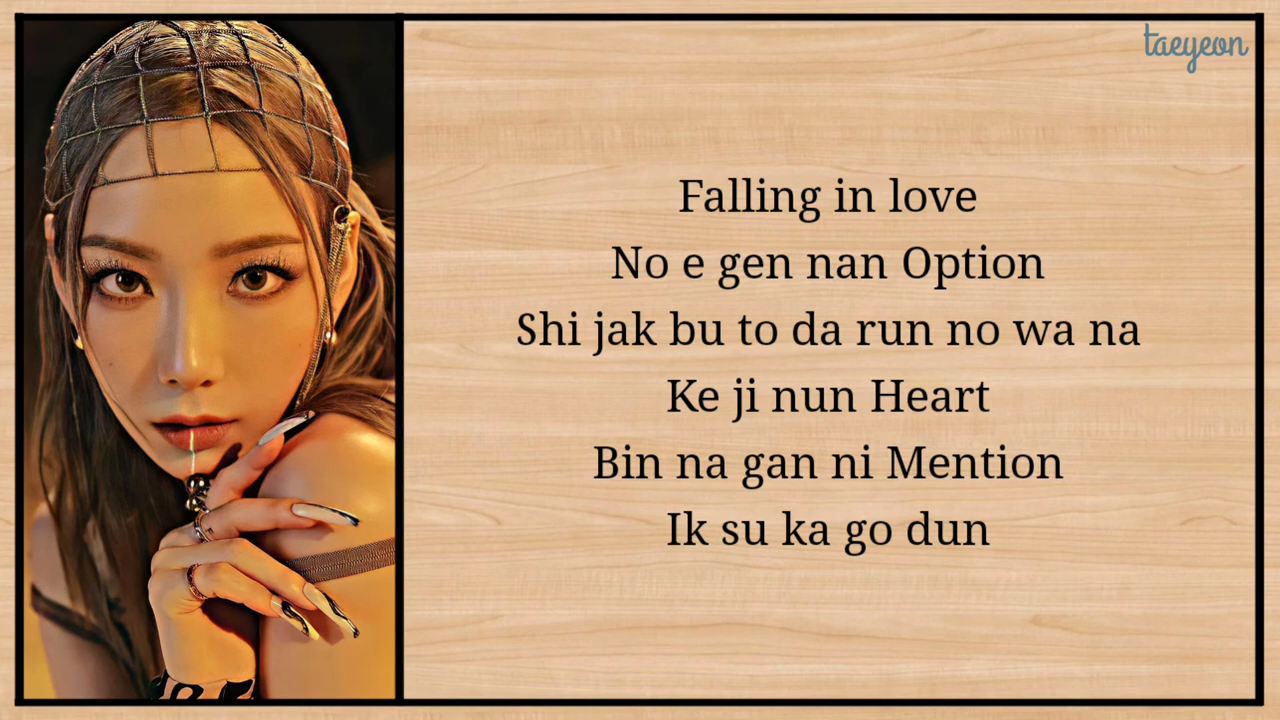 taeyeon
Falling in love
No e gen nan Option
Shi jak bu to da run no wa na
Ke ji nun Heart
Bin na gan ni Mention
Ik su ka go dun